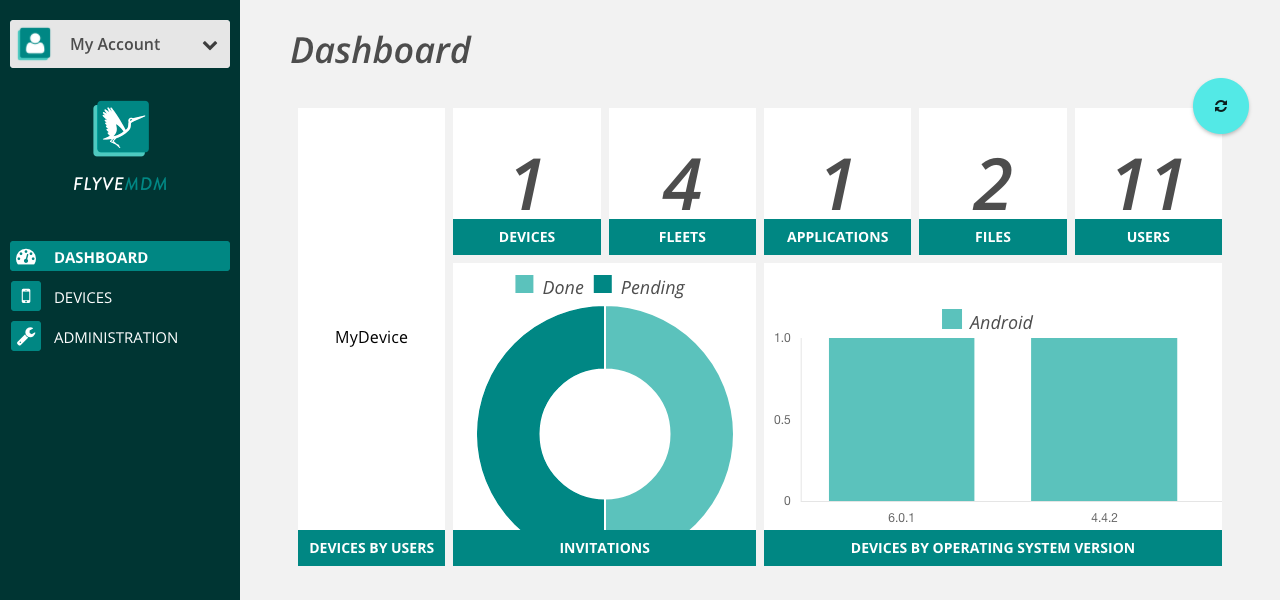 My Account
FLYVEMDM
DASHBOARD
DEVICES
ADMINISTRATION
Dashboard
1
DEVICES
4
FLEETS
1
APPLICATIONS
2
FILES
11
USERS
MyDevice
DEVICES BY USERS
Done Pending
INVITATIONS
Android
1.0
0.5
0
6.0.1 4.4.2
DEVICES BY OPERATING SYSTEM VERSION